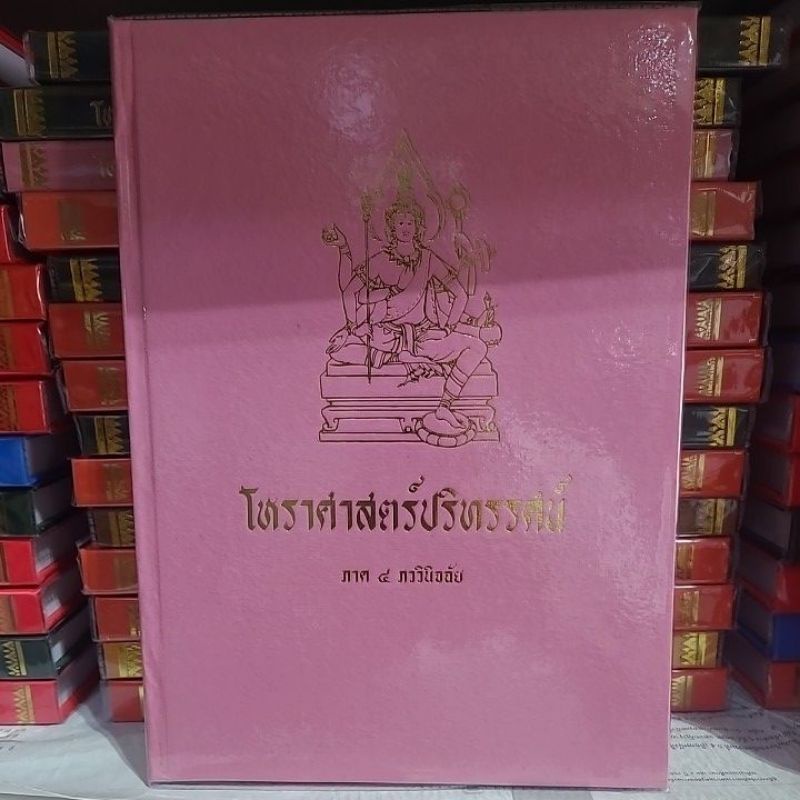 โหราศาสตร์ปริทรรศน์
ภาค ๔ ภววินิจฉัย